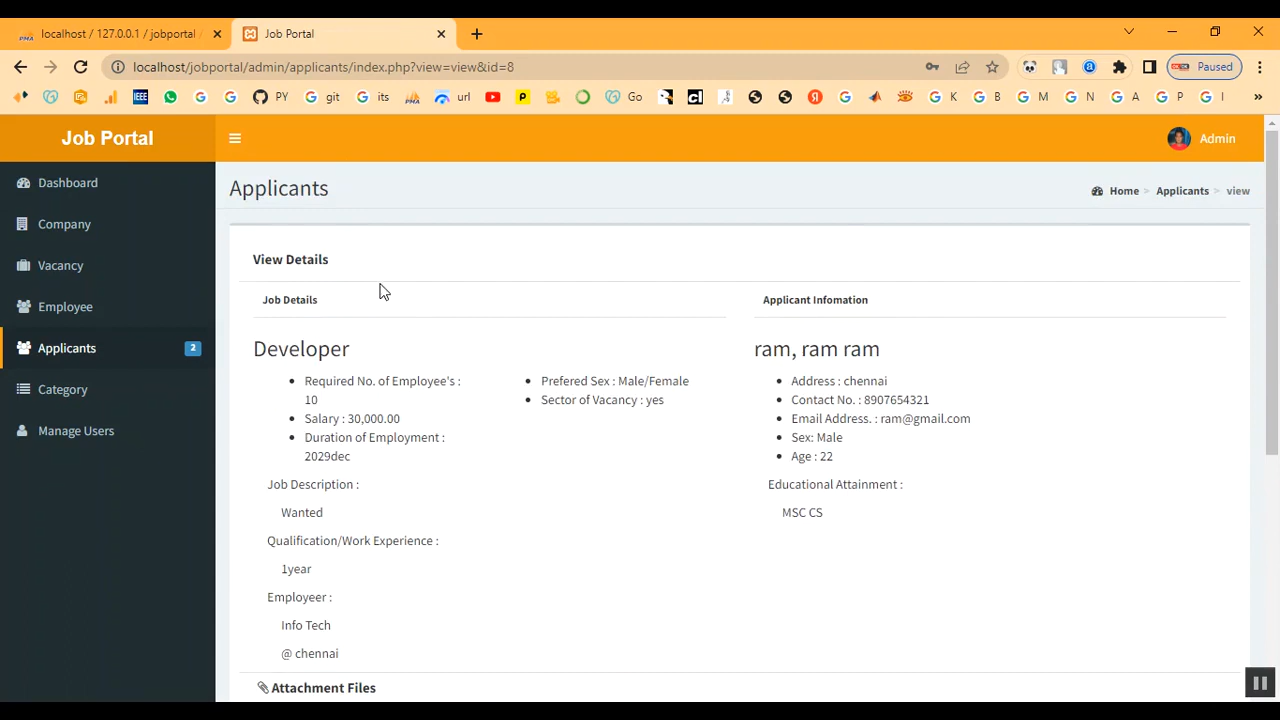 localhost / 127.0.0.1 / jobportal
Job Portal
localhost/jobportal/admin/applicants/index.php?view=view&id=8
Paused
IEEE
PY
git
its
PMA
url
Go
K
B
M
N
A
P
I
»
Job Portal
Admin
Dashboard
Company
Vacancy
Employee
Applicants
2
Category
Manage Users
Applicants
Home > Applicants > view
View Details
Job Details
Developer
• Required No. of Employee's :
10
• Salary : 30,000.00
• Duration of Employment :
2029dec
• Prefered Sex : Male/Female
• Sector of Vacancy : yes
Job Description :
Wanted
Qualification/Work Experience :
1year
Employeer :
Info Tech
@ chennai
Applicant Infomation
ram, ram ram
• Address : chennai
• Contact No. : 8907654321
• Email Address. : ram@gmail.com
• Sex: Male
• Age : 22
Educational Attainment :
MSC CS
Attachment Files